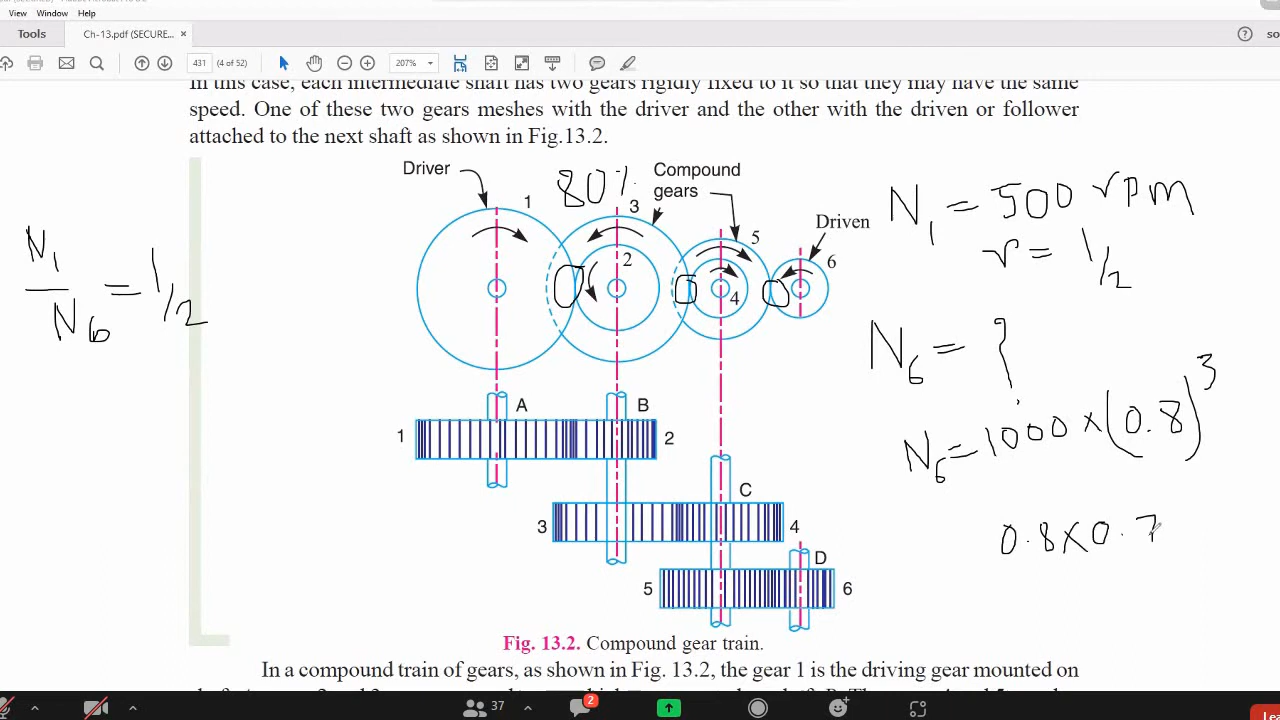 View Window Help
Tools
Ch-13.pdf (SECURE...
×
431
(4 of 52)
207%
In this case, each intermediate shaft has two gears rigidly fixed to it so that they may have the same
speed. One of these two gears meshes with the driver and the other with the driven or follower
attached to the next shaft as shown in Fig.13.2.
Driver
1
80%
3
Compound
gears
5
Driven
6
2
4
N1 = 500 rpm
r = 1/2
N1
N6
= 1/2
N6 = ?
N6 = 1000 × (0.8)3
0.8×0.7
A
B
1
2
C
3
4
D
5
6
Fig. 13.2. Compound gear train.
In a compound train of gears, as shown in Fig. 13.2, the gear 1 is the driving gear mounted on
37
2